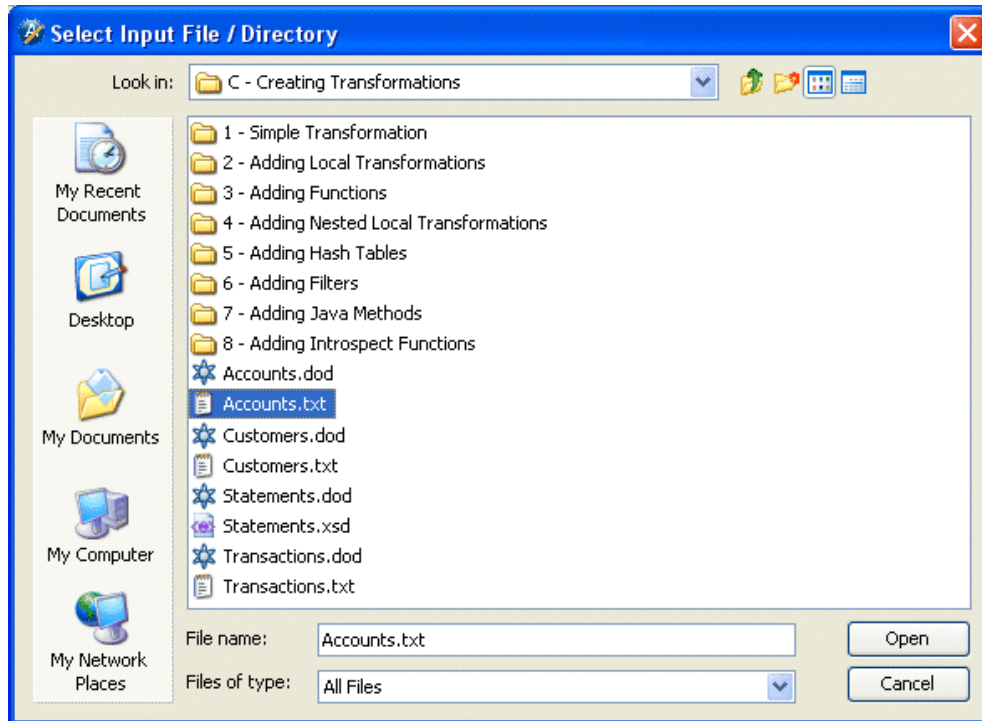 Select Input File / Directory
Look in:
C - Creating Transformations
My Recent
Documents
Desktop
My Documents
My Computer
My Network
Places
1 - Simple Transformation
2 - Adding Local Transformations
3 - Adding Functions
4 - Adding Nested Local Transformations
5 - Adding Hash Tables
6 - Adding Filters
7 - Adding Java Methods
8 - Adding Introspect Functions
Accounts.dod
Accounts.txt
Customers.dod
Customers.txt
Statements.dod
Statements.xsd
Transactions.dod
Transactions.txt
File name:
Accounts.txt
Open
Files of type:
All Files
Cancel